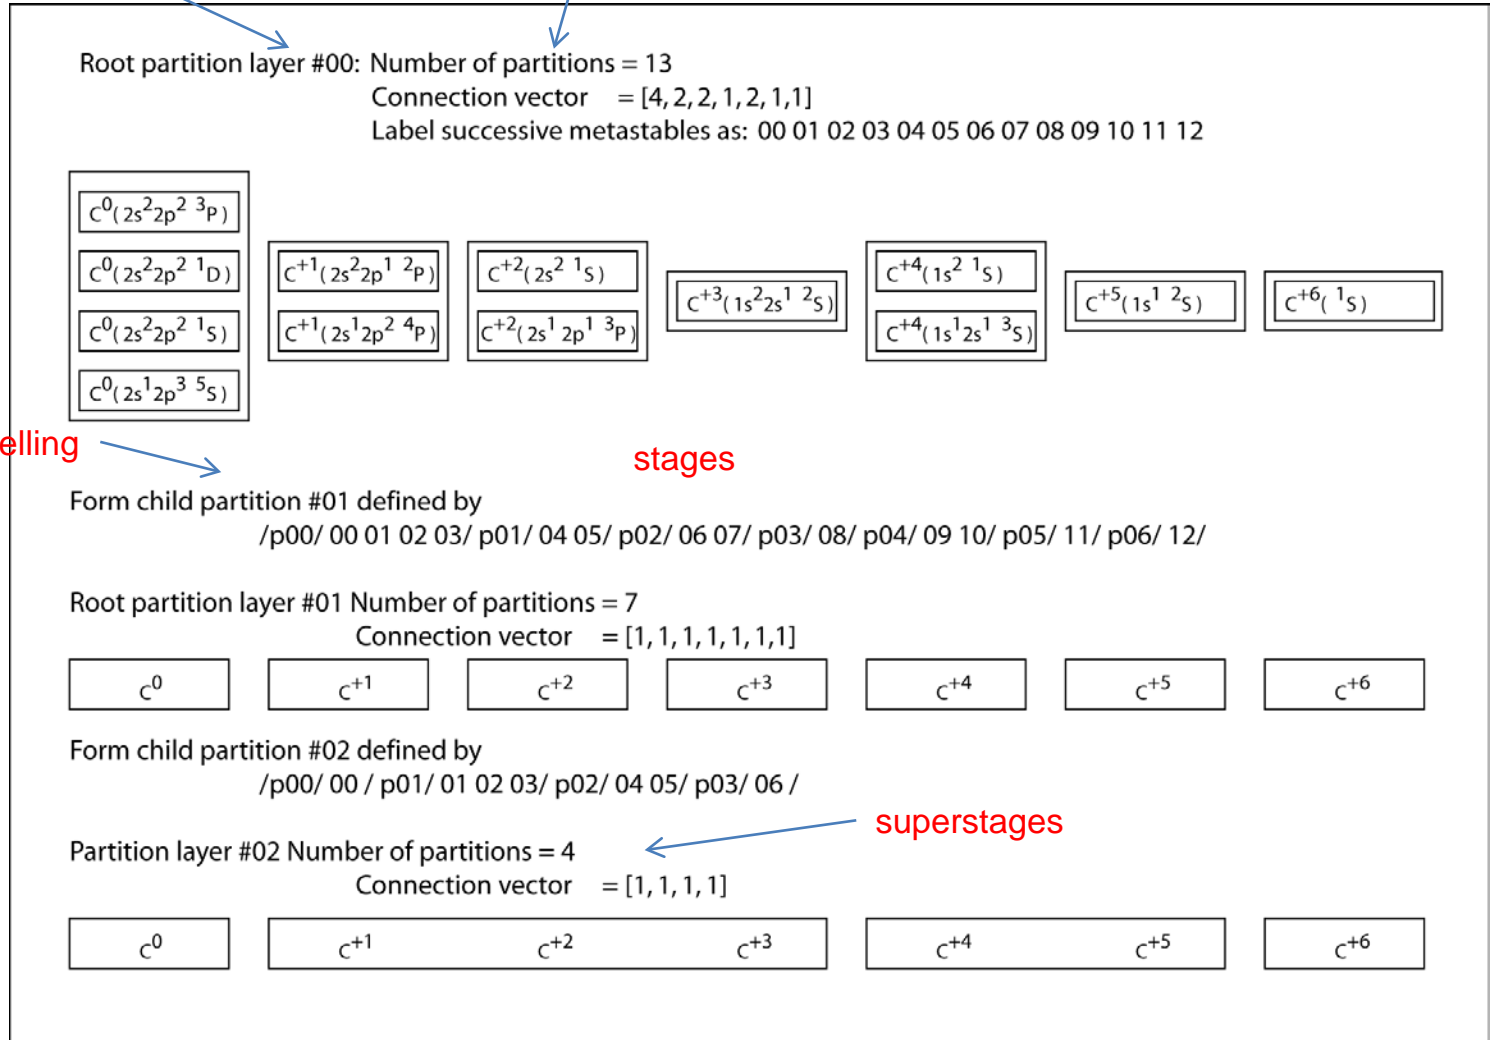 Root partition layer #00: Number of partitions = 13
Connection vector = [4, 2, 2, 1, 2, 1,1]
Label successive metastables as: 00 01 02 03 04 05 06 07 08 09 10 11 12
C⁰(2s²2p² ³P)
C⁰(2s²2p² ¹D) C⁺¹(2s²2p¹ ²P) C⁺²(2s² ¹S) C⁺⁴(1s² ¹S)
C⁺³(1s²2s¹ ²S) C⁺⁵(1s¹ ²S) C⁺⁶(¹S)
C⁰(2s²2p² ¹S) C⁺¹(2s¹2p² ⁴P) C⁺²(2s¹2p¹ ³P) C⁺⁴(1s¹2s¹ ³S)
C⁰(2s¹2p³ ⁵S)
elling
stages
Form child partition #01 defined by
/p00/ 00 01 02 03/ p01/ 04 05/ p02/ 06 07/ p03/ 08/ p04/ 09 10/ p05/ 11/ p06/ 12/
Root partition layer #01 Number of partitions = 7
Connection vector = [1, 1, 1, 1, 1, 1,1]
C⁰ C⁺¹ C⁺² C⁺³ C⁺⁴ C⁺⁵ C⁺⁶
Form child partition #02 defined by
/p00/ 00 / p01/ 01 02 03/ p02/ 04 05/ p03/ 06 /
superstages
Partition layer #02 Number of partitions = 4
Connection vector = [1, 1, 1, 1]
C⁰ C⁺¹ C⁺² C⁺³ C⁺⁴ C⁺⁵ C⁺⁶